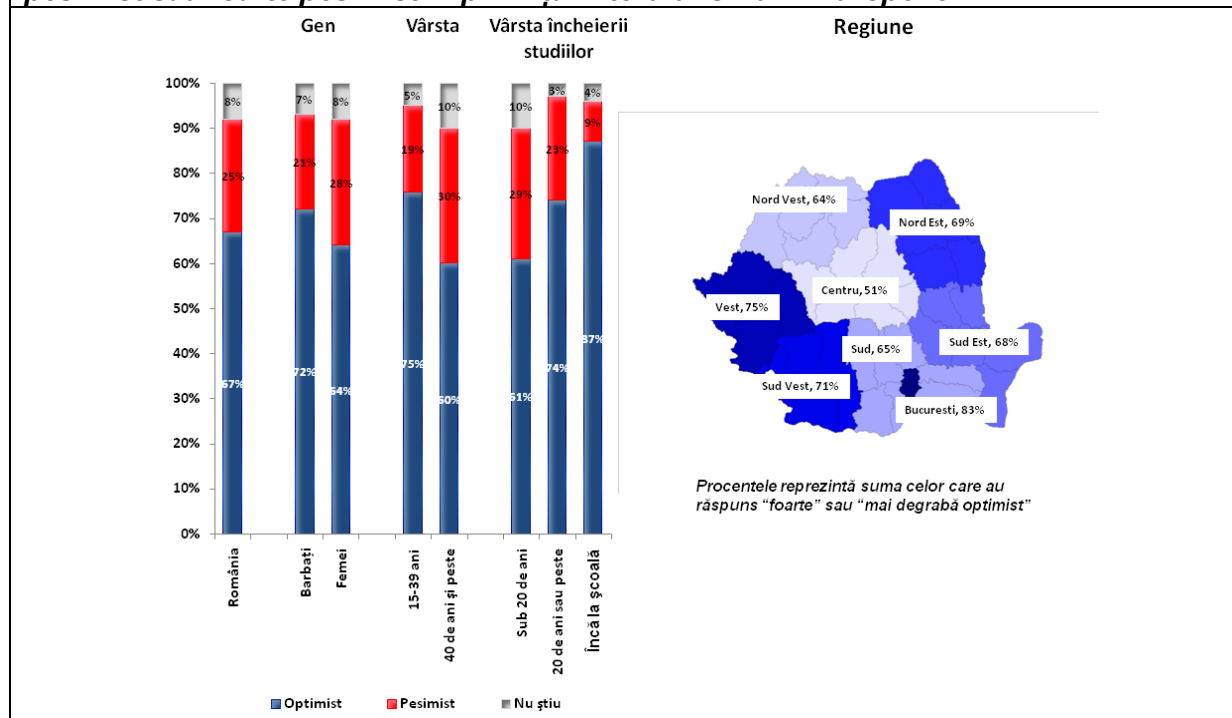 Gen Vârsta Vârsta încheierii Regiune
studiilor
100%
90%
80%
70%
60%
50%
40%
30%
20%
10%
0%
8% 7% 8% 5% 10% 10% 3% 4%
25% 21% 28% 19% 30% 29% 23% 9%
67% 72% 64% 75% 60% 61% 74% 87%
România
Barbați
Femei
15-39 ani
40 de ani și peste
Sub 20 de ani
20 de ani sau peste
Încă la școală
Optimist Pesimist Nu știu
Nord Vest, 64%
Nord Est, 69%
Centru, 51%
Vest, 75%
Sud, 65%
Sud Est, 68%
Sud Vest, 71%
Bucuresti, 83%
Procentele reprezintă suma celor care au
răspuns “foarte” sau “mai degrabă optimist”